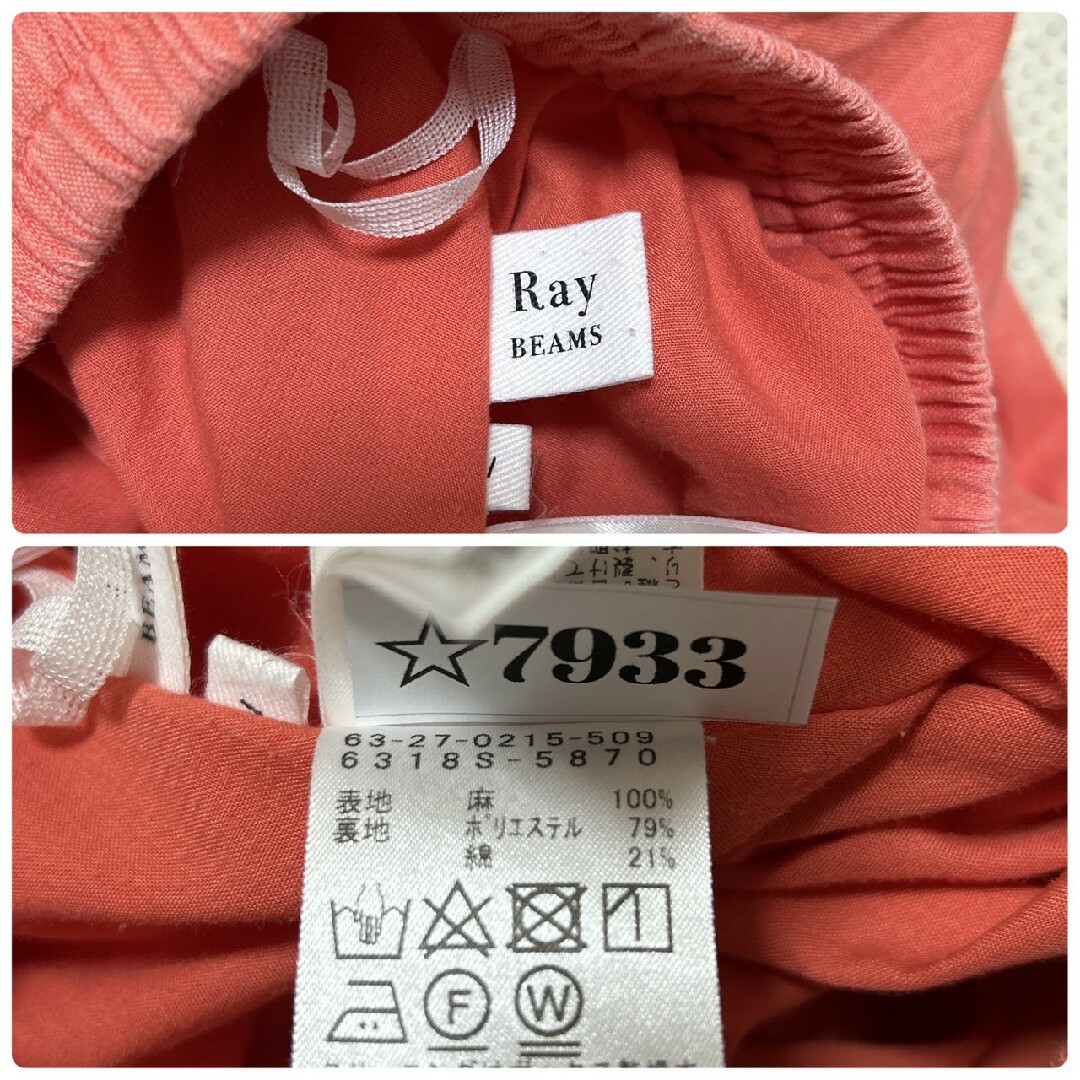 Ray
BEAMS
BEAM
☆7933
63-27-0215-509
6318S-5870
表地 麻 100%
裏地 ポリエステル 79%
綿 21%
F W